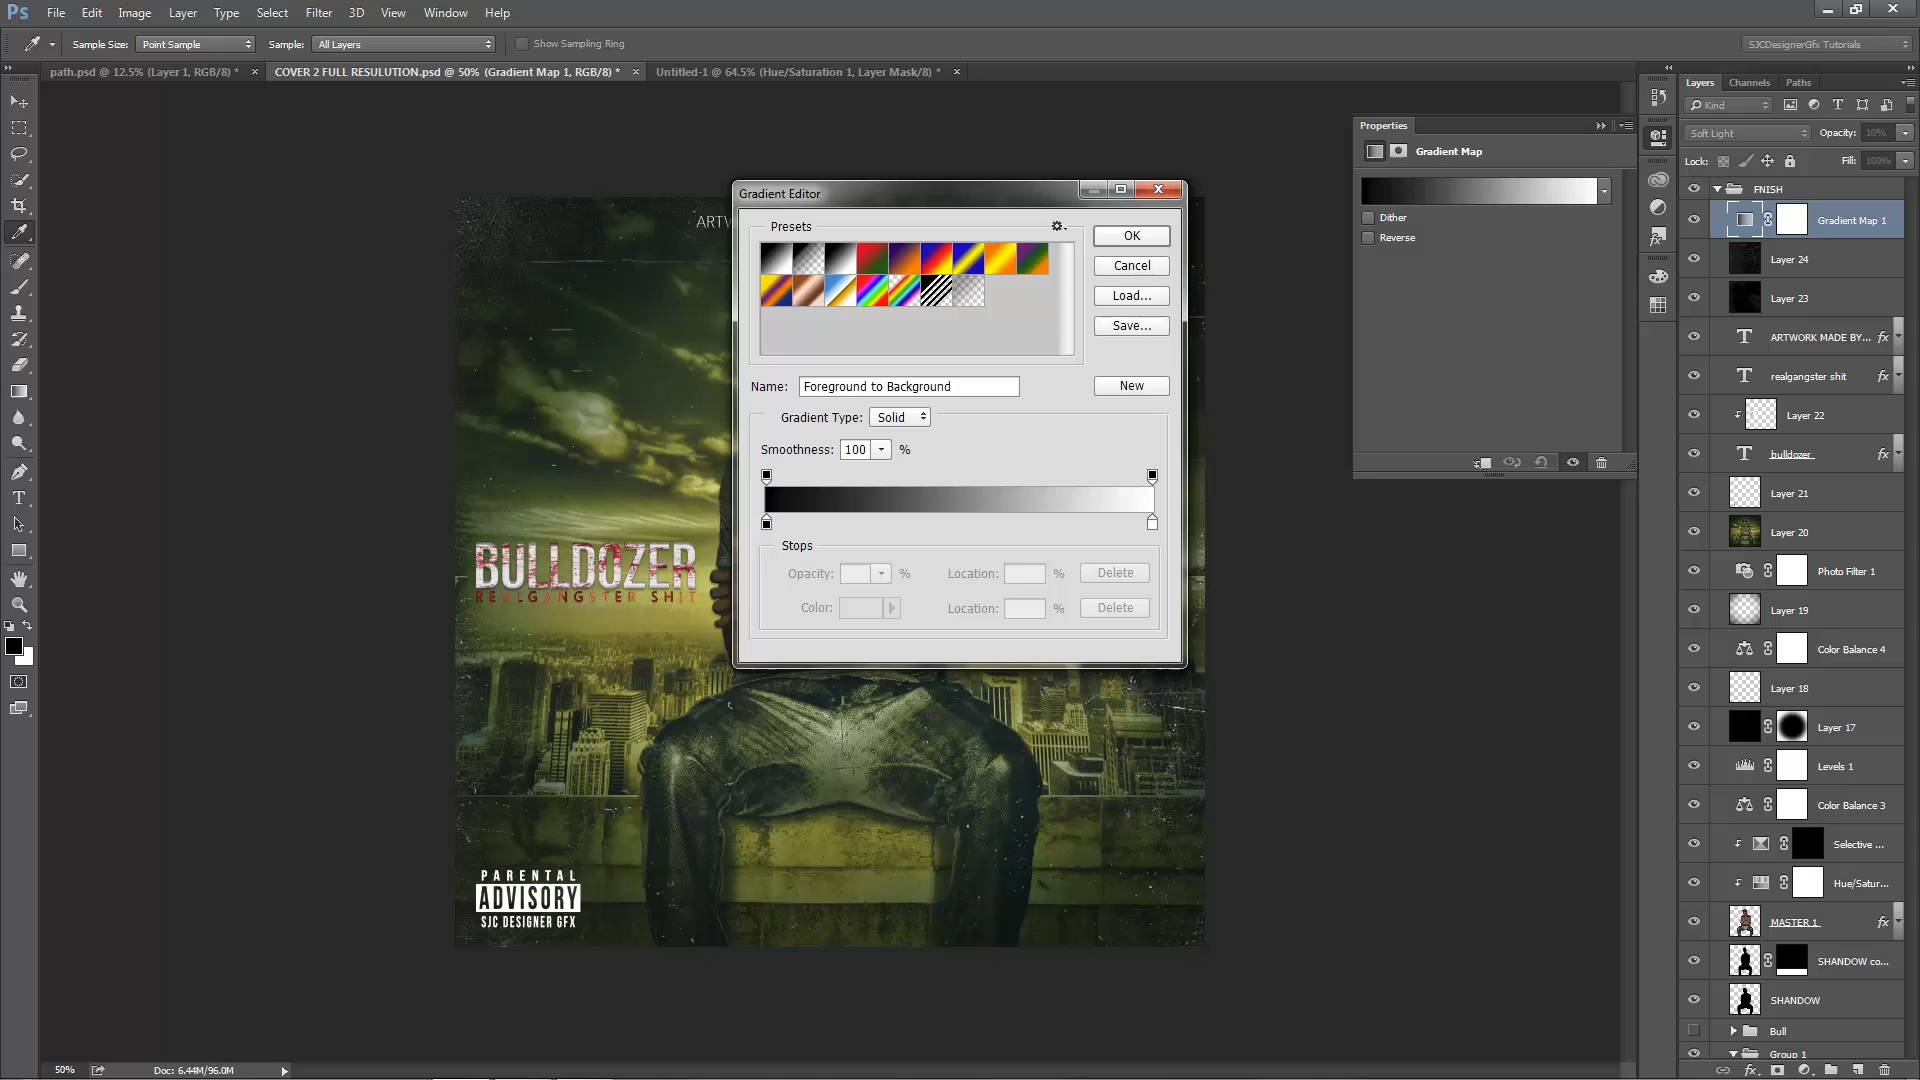 Ps File Edit Image Layer Type Select Filter 3D View Window Help
Sample Size: Point Sample Sample: All Layers Show Sampling Ring SJCDesignerGfx Tutorials
path.psd @ 12.5% (Layer 1, RGB/8) * COVER 2 FULL RESULUTION.psd @ 50% (Gradient Map 1, RGB/8) * Untitled-1 @ 64.5% (Hue/Saturation 1, Layer Mask/8) *
Layers Channels Paths
Kind
Soft Light Opacity: 10%
Lock: Fill: 100%
FNISH
Gradient Map 1
Layer 24
Layer 23
ARTWORK MADE BY... fx
realgangster shit fx
Layer 22
bulldozer fx
Layer 21
Layer 20
Photo Filter 1
Layer 19
Color Balance 4
Layer 18
Layer 17
Levels 1
Color Balance 3
Selective ...
Hue/Satur...
MASTER 1 fx
SHANDOW co...
SHANDOW
Bull
Group 1
Properties
Gradient Map
Dither
Reverse
Gradient Editor
Presets
OK
Cancel
Load...
Save...
Name: Foreground to Background New
Gradient Type: Solid
Smoothness: 100 %
Stops
Opacity: % Location: % Delete
Color: Location: % Delete
ARTW
BULLDOZER
REALGANGSTER SHIT
PARENTAL
ADVISORY
SJC DESIGNER GFX
50% Doc: 6.44M/96.0M